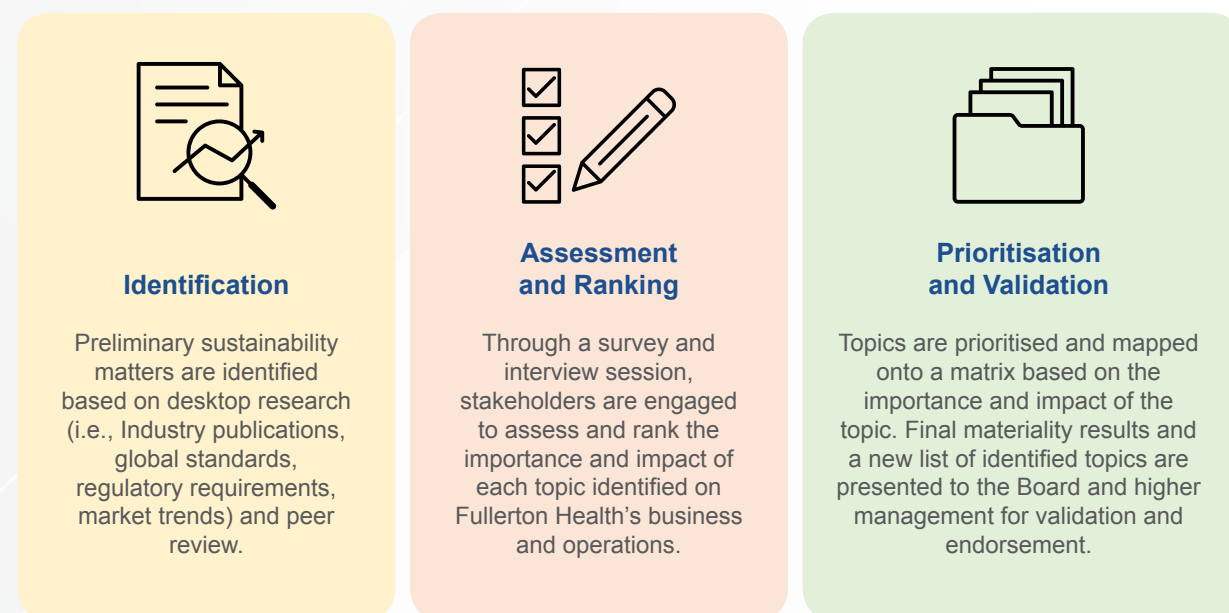 Identification
Preliminary sustainability
matters are identified
based on desktop research
(i.e., Industry publications,
global standards,
regulatory requirements,
market trends) and peer
review.
Assessment
and Ranking
Through a survey and
interview session,
stakeholders are engaged
to assess and rank the
importance and impact of
each topic identified on
Fullerton Health’s business
and operations.
Prioritisation
and Validation
Topics are prioritised and mapped
onto a matrix based on the
importance and impact of the
topic. Final materiality results and
a new list of identified topics are
presented to the Board and higher
management for validation and
endorsement.